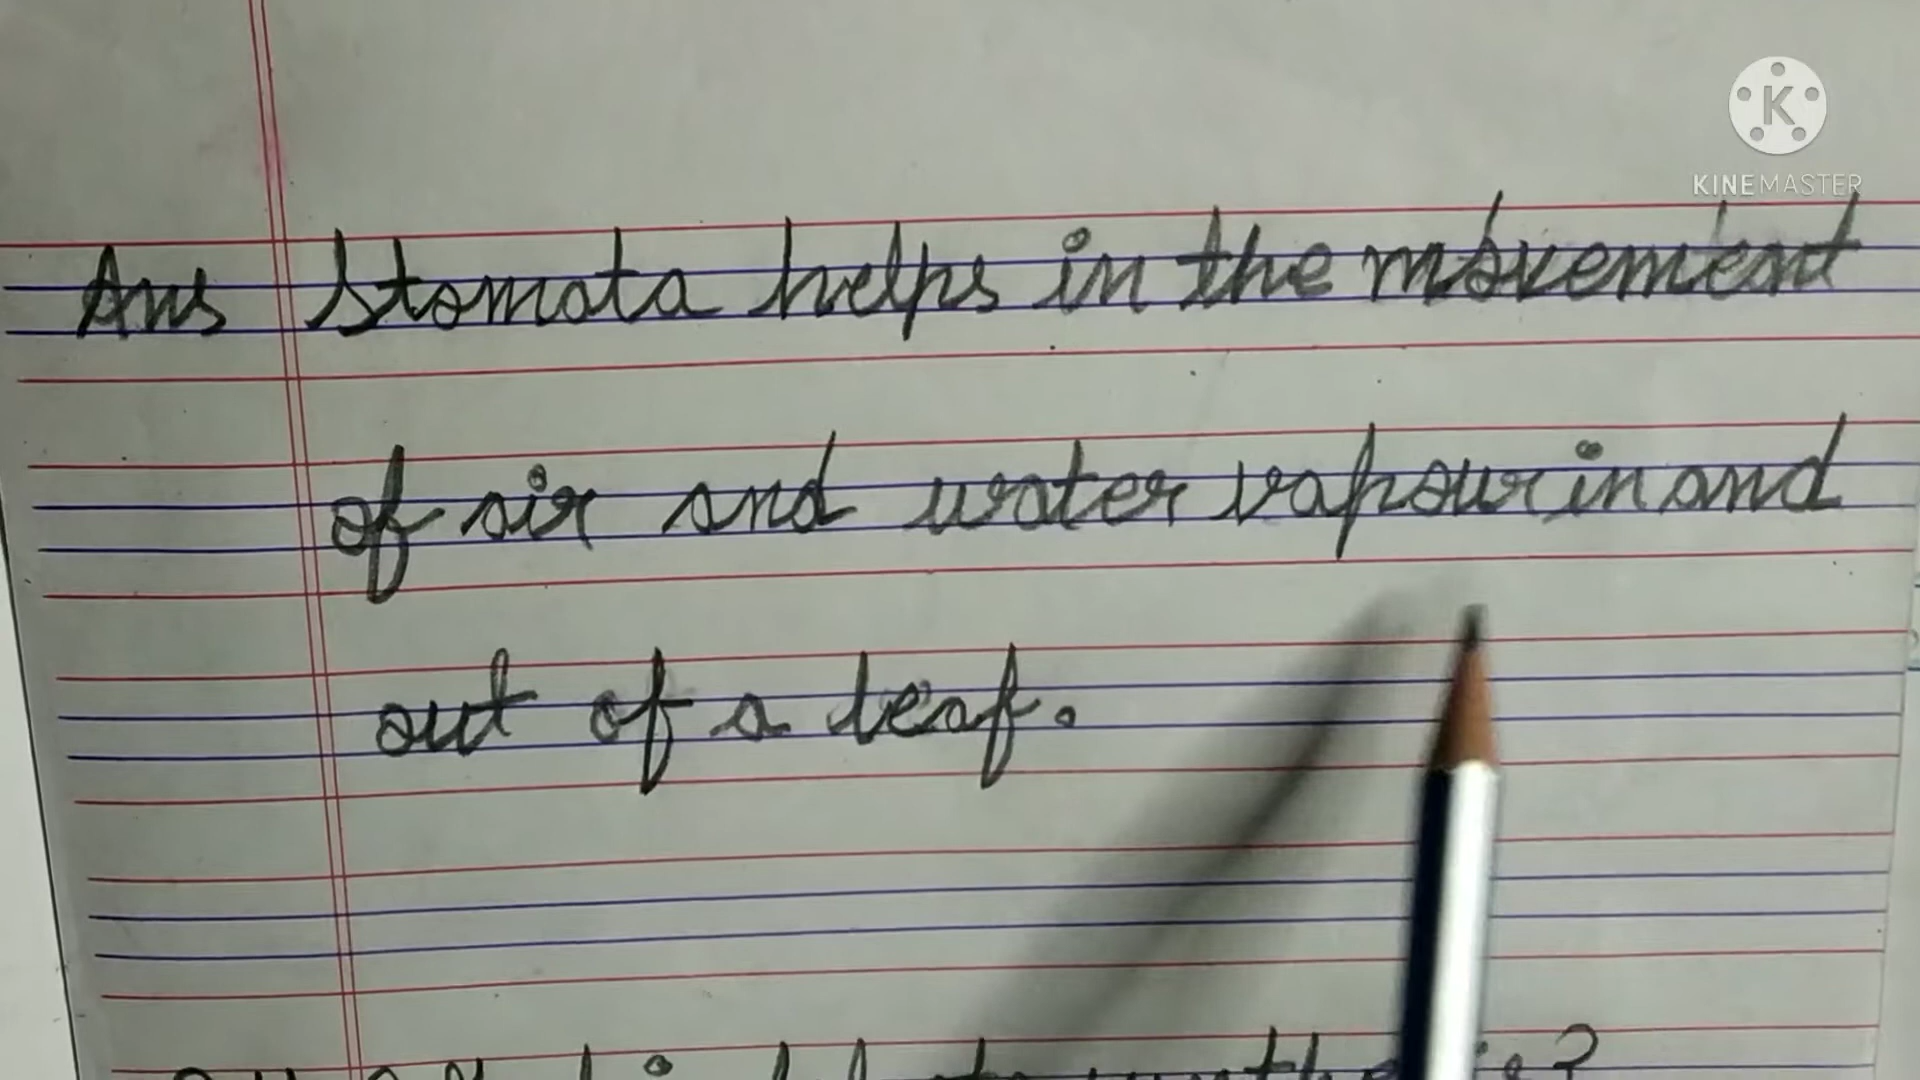 KINEMASTER
Ans Stomata helps in the movement
of air and water vapour in and
out of a leaf.